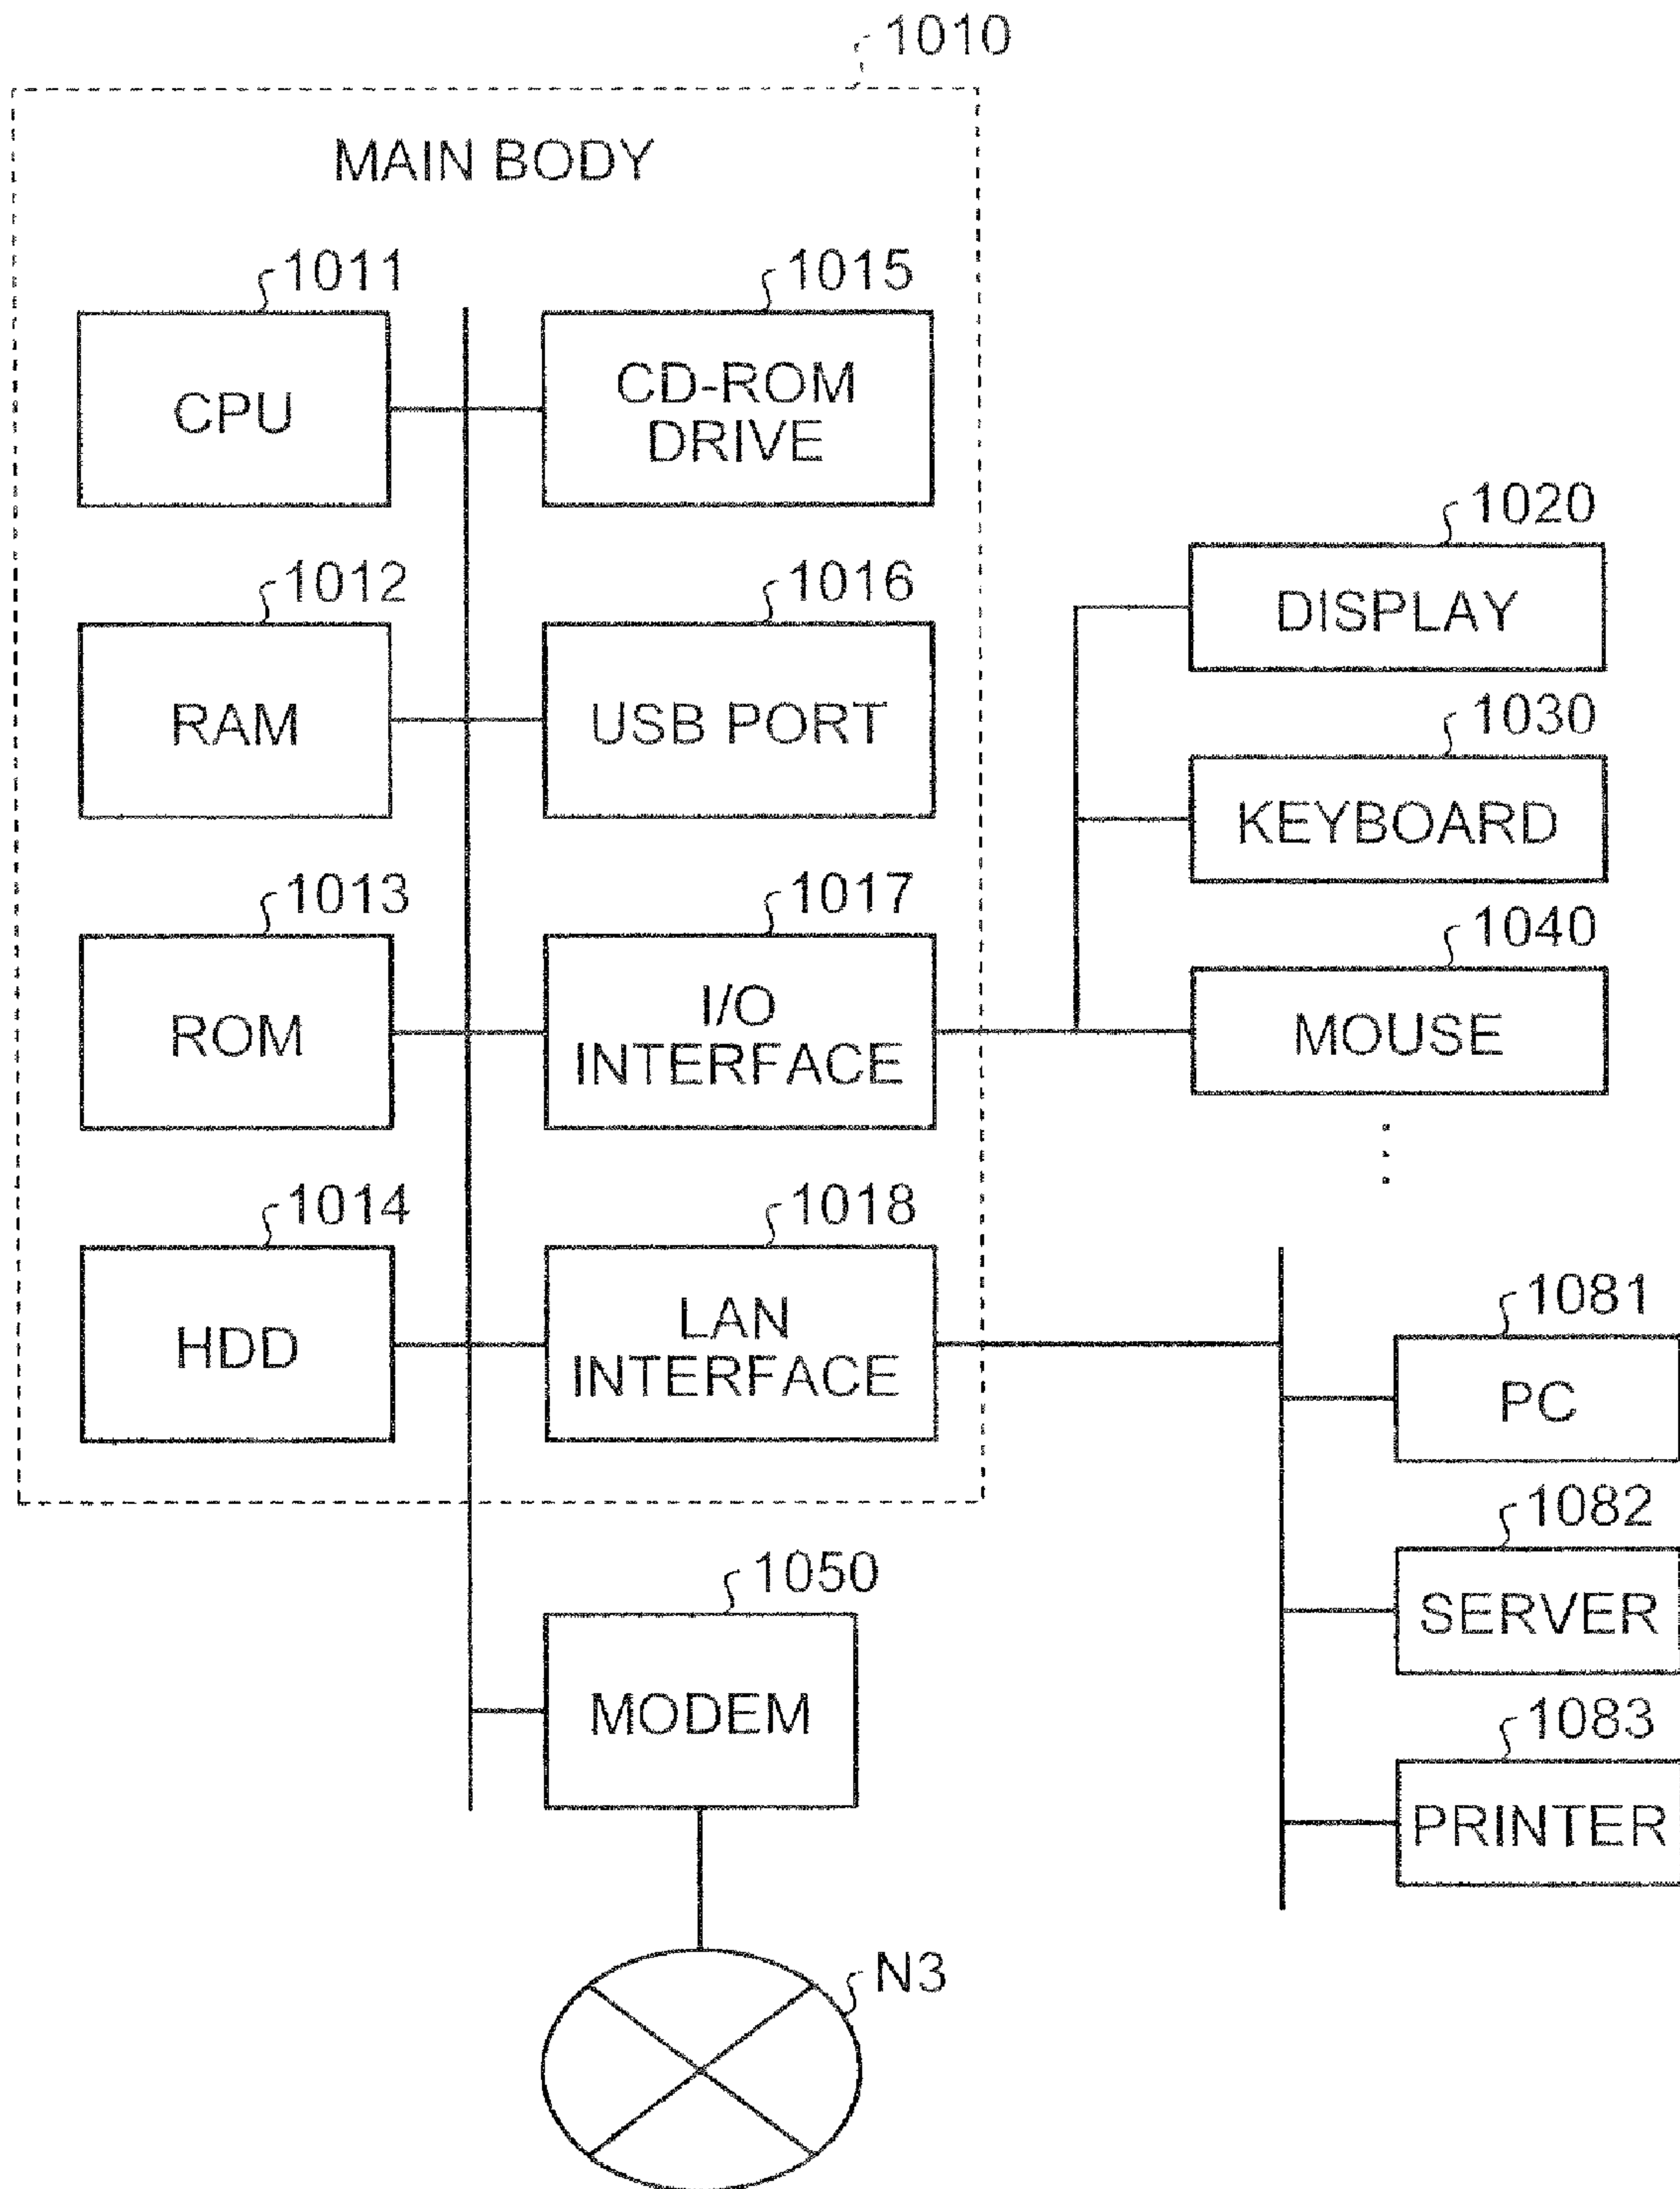 1010
MAIN BODY
1011
CPU
1015
CD-ROM
DRIVE
1012
RAM
1016
USB PORT
1013
ROM
1017
I/O
INTERFACE
1014
HDD
1018
LAN
INTERFACE
1020
DISPLAY
1030
KEYBOARD
1040
MOUSE
1081
PC
1082
SERVER
1083
PRINTER
1050
MODEM
N3